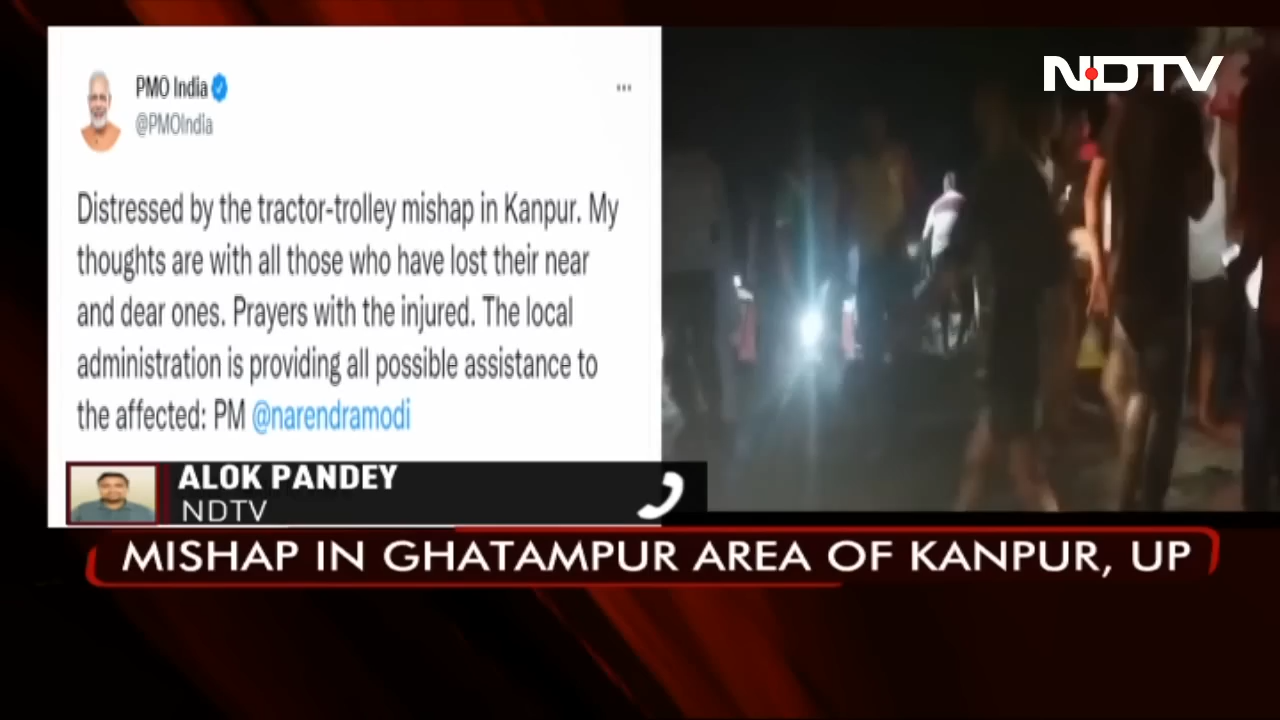 NDTV
PMO India
@PMOIndia
Distressed by the tractor-trolley mishap in Kanpur. My
thoughts are with all those who have lost their near
and dear ones. Prayers with the injured. The local
administration is providing all possible assistance to
the affected: PM @narendramodi
ALOK PANDEY
NDTV
MISHAP IN GHATAMPUR AREA OF KANPUR, UP